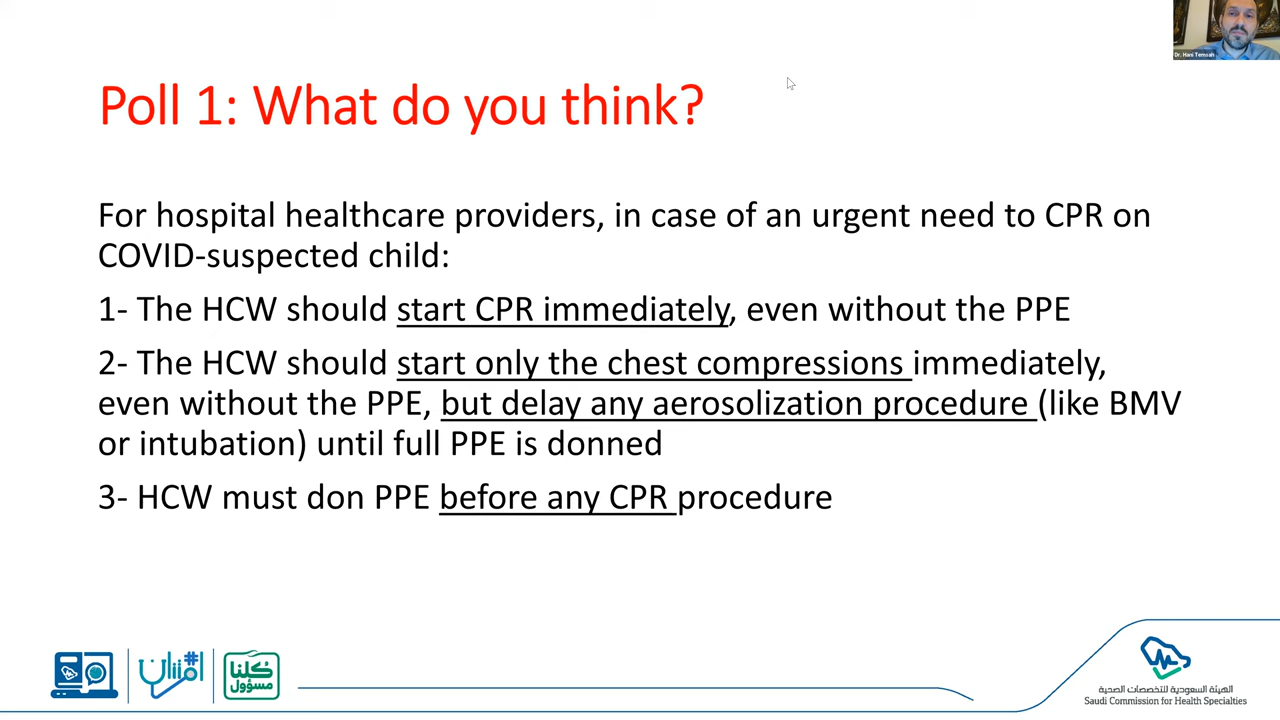 Dr. Hani Temsah
Poll 1: What do you think?
For hospital healthcare providers, in case of an urgent need to CPR on
COVID-suspected child:
1- The HCW should start CPR immediately, even without the PPE
2- The HCW should start only the chest compressions immediately,
even without the PPE, but delay any aerosolization procedure (like BMV
or intubation) until full PPE is donned
3- HCW must don PPE before any CPR procedure
كلنا
مسؤول
الهيئة السعودية للتخصصات الصحية
Saudi Commission for Health Specialties